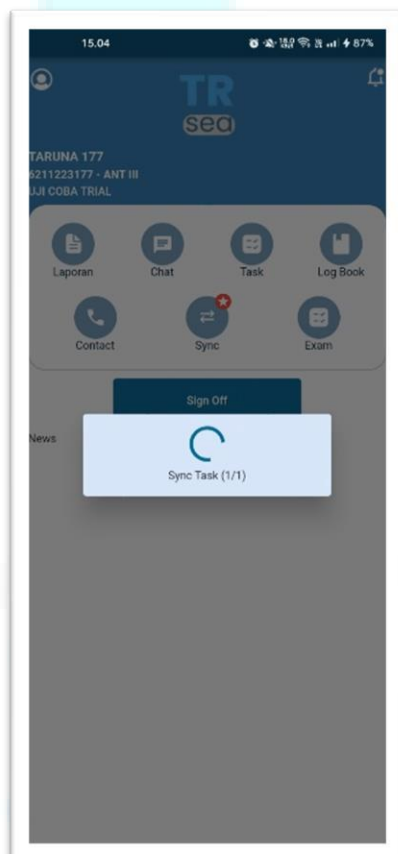 15.04
87%
TR
sea
TARUNA 177
6211223177 - ANT III
UJI COBA TRIAL
Laporan Chat Task Log Book
Contact Sync Exam
Sign Off
News
Sync Task (1/1)